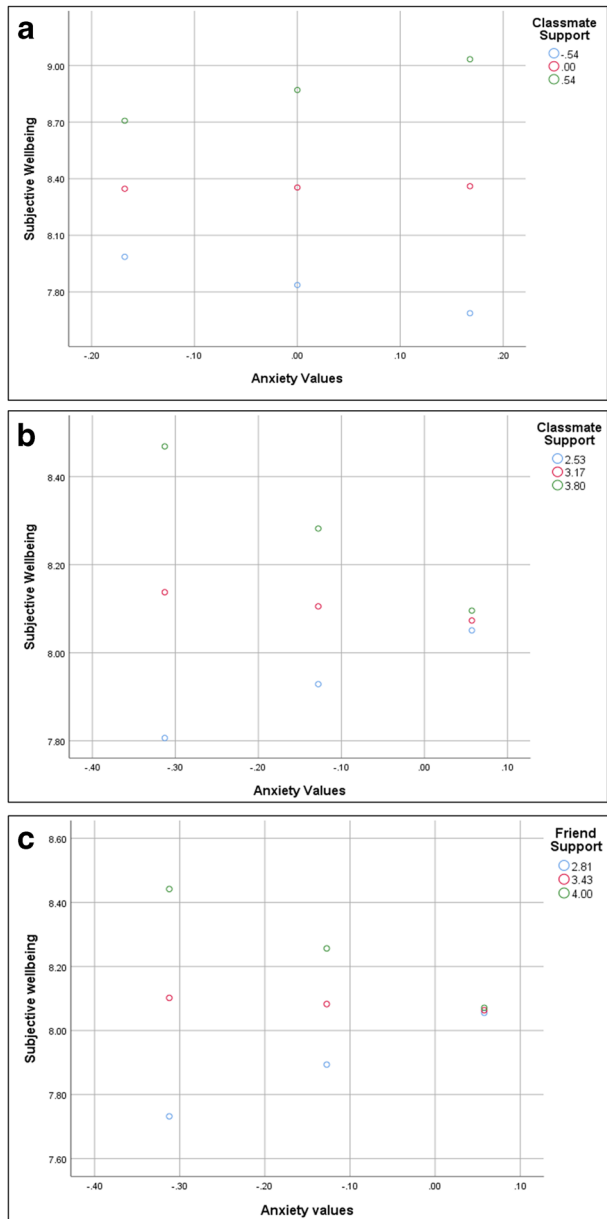 a
Classmate
Support
-.54
.00
.54
Subjective Wellbeing
9.00
8.70
8.40
8.10
7.80
-.20
.00
.10
.20
Anxiety Values
b
Classmate
Support
2.53
3.17
3.80
Subjective Wellbeing
8.40
8.20
8.00
7.80
-.40
-.30
-.20
-.10
.00
.10
Anxiety Values
c
Friend
Support
2.81
3.43
4.00
Subjective wellbeing
8.60
8.40
8.20
8.00
7.80
7.60
-.40
-.30
-.20
-.10
.00
.10
Anxiety values